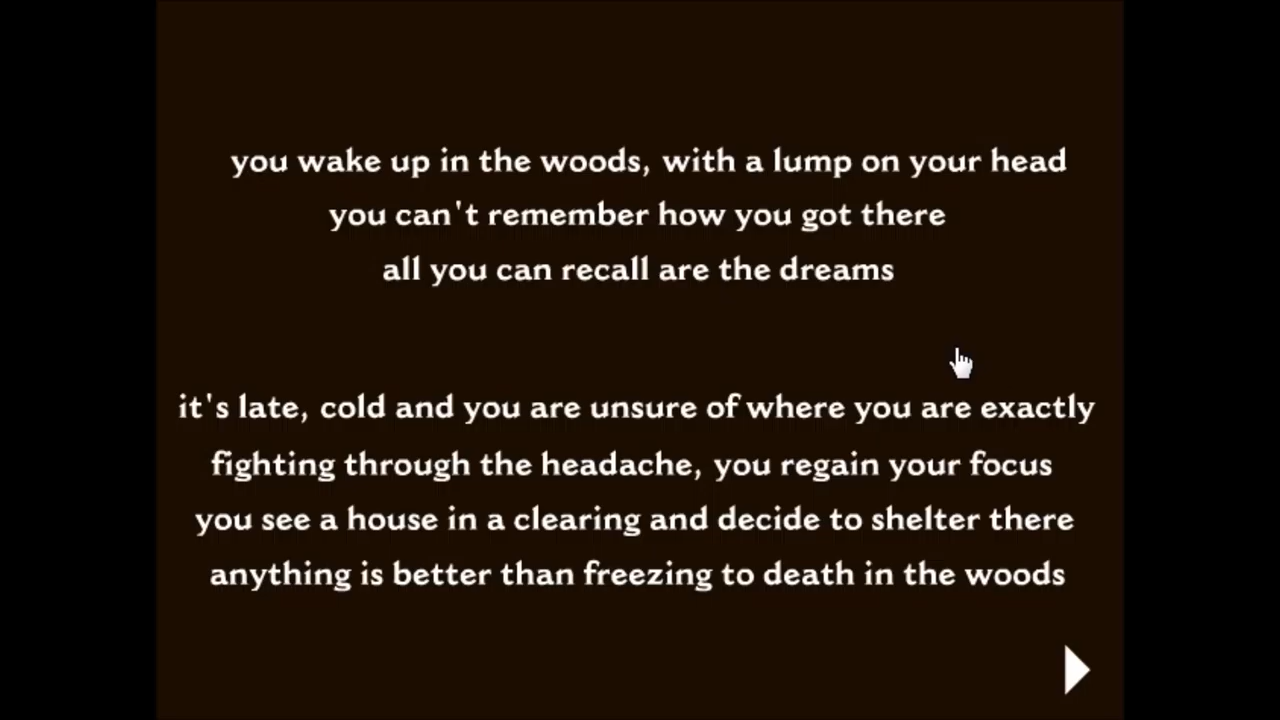 you wake up in the woods, with a lump on your head
you can't remember how you got there
all you can recall are the dreams
it's late, cold and you are unsure of where you are exactly
fighting through the headache, you regain your focus
you see a house in a clearing and decide to shelter there
anything is better than freezing to death in the woods